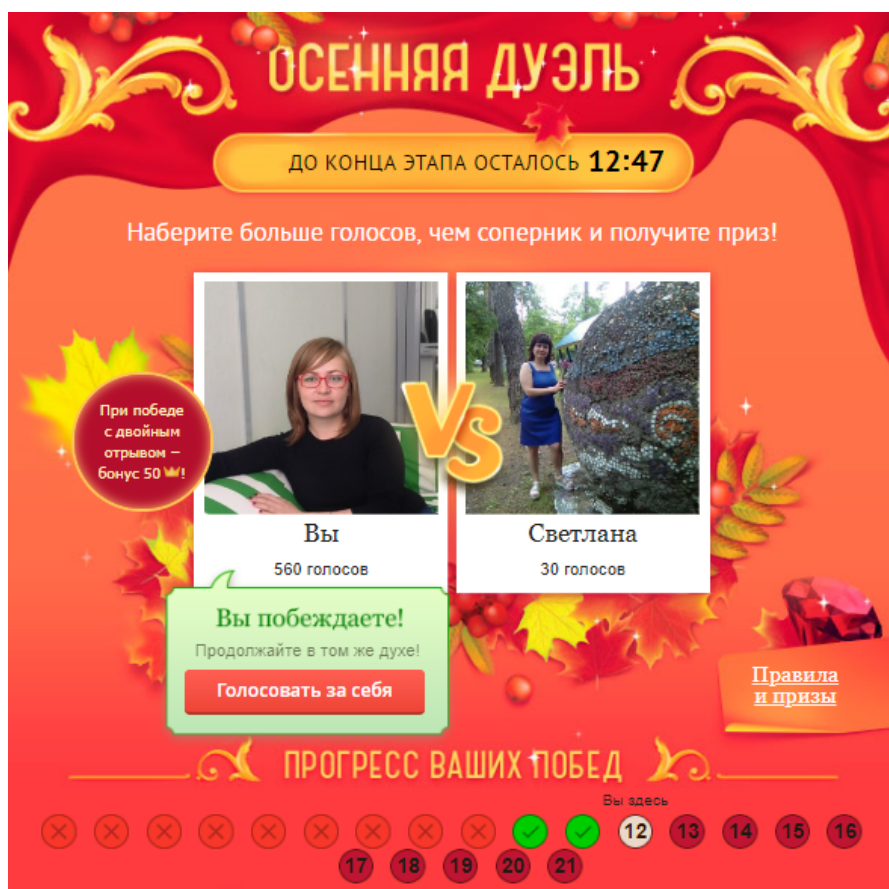 ОСЕННЯЯ ДУЭЛЬ
ДО КОНЦА ЭТАПА ОСТАЛОСЬ 12:47
Наберите больше голосов, чем соперник и получите приз!
При победе
с двойным
отрывом –
бонус 50 !
VS
Вы
560 голосов
Светлана
30 голосов
Вы побеждаете!
Продолжайте в том же духе!
Голосовать за себя
Правила
и призы
ПРОГРЕСС ВАШИХ ПОБЕД
Вы здесь
12 13 14 15 16
17 18 19 20 21